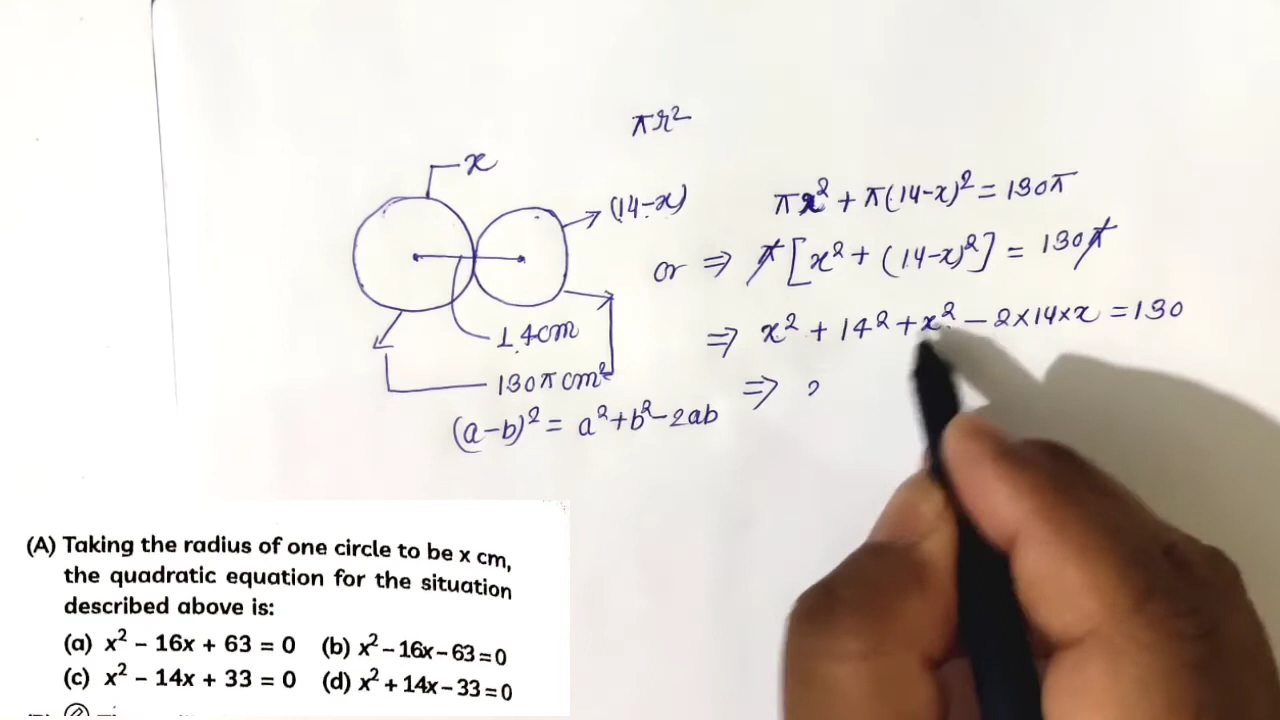 πr²
x
(14-x)
πx² + π(14-x)² = 130π
or ⇒ π[x² + (14-x)²] = 130π
⇒ x² + 14² + x² - 2×14×x = 130
14cm
130π cm²
⇒ 2
(a-b)² = a²+b²-2ab
(A) Taking the radius of one circle to be x cm,
the quadratic equation for the situation
described above is:
(a) x² – 16x + 63 = 0 (b) x² – 16x – 63 = 0
(c) x² – 14x + 33 = 0 (d) x² + 14x – 33 = 0